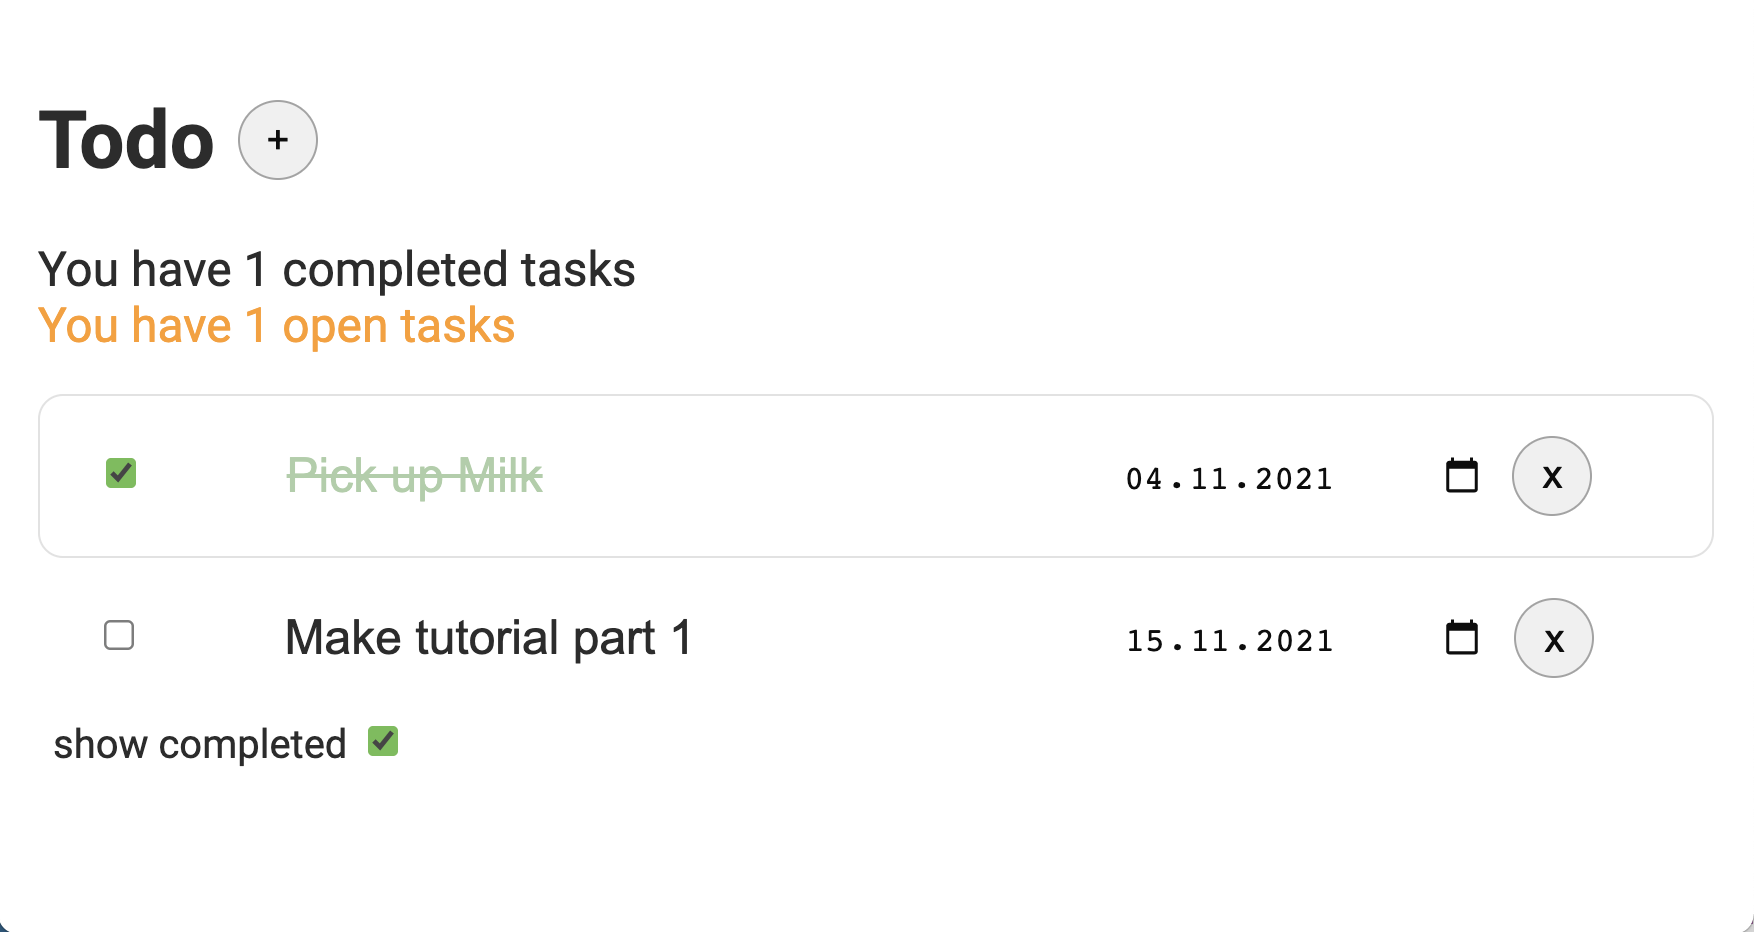 Todo +
You have 1 completed tasks
You have 1 open tasks
Pick up Milk 04.11.2021 X
Make tutorial part 1 15.11.2021 X
show completed